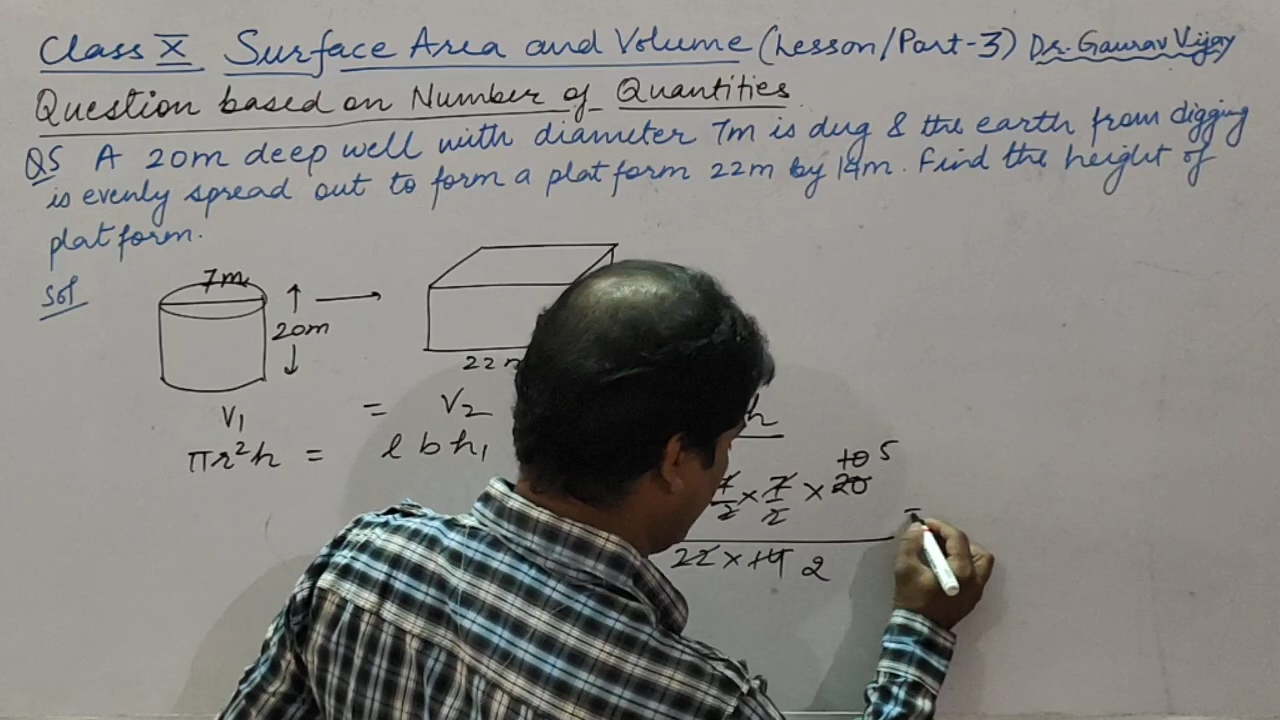 Class X Surface Area and Volume (Lesson/Part-3) Dr. Gaurav Vijay
Question based on Number of Quantities
Q5 A 20m deep well with diameter 7m is dug & the earth from digging
is evenly spread out to form a platform 22m by 14m. Find the height of
platform.
Sol
7m
20m
22
V₁ = V₂
πr²h = l b h₁
h
7/2 × 7/2 × 20 10 5
22 × 14 2
=